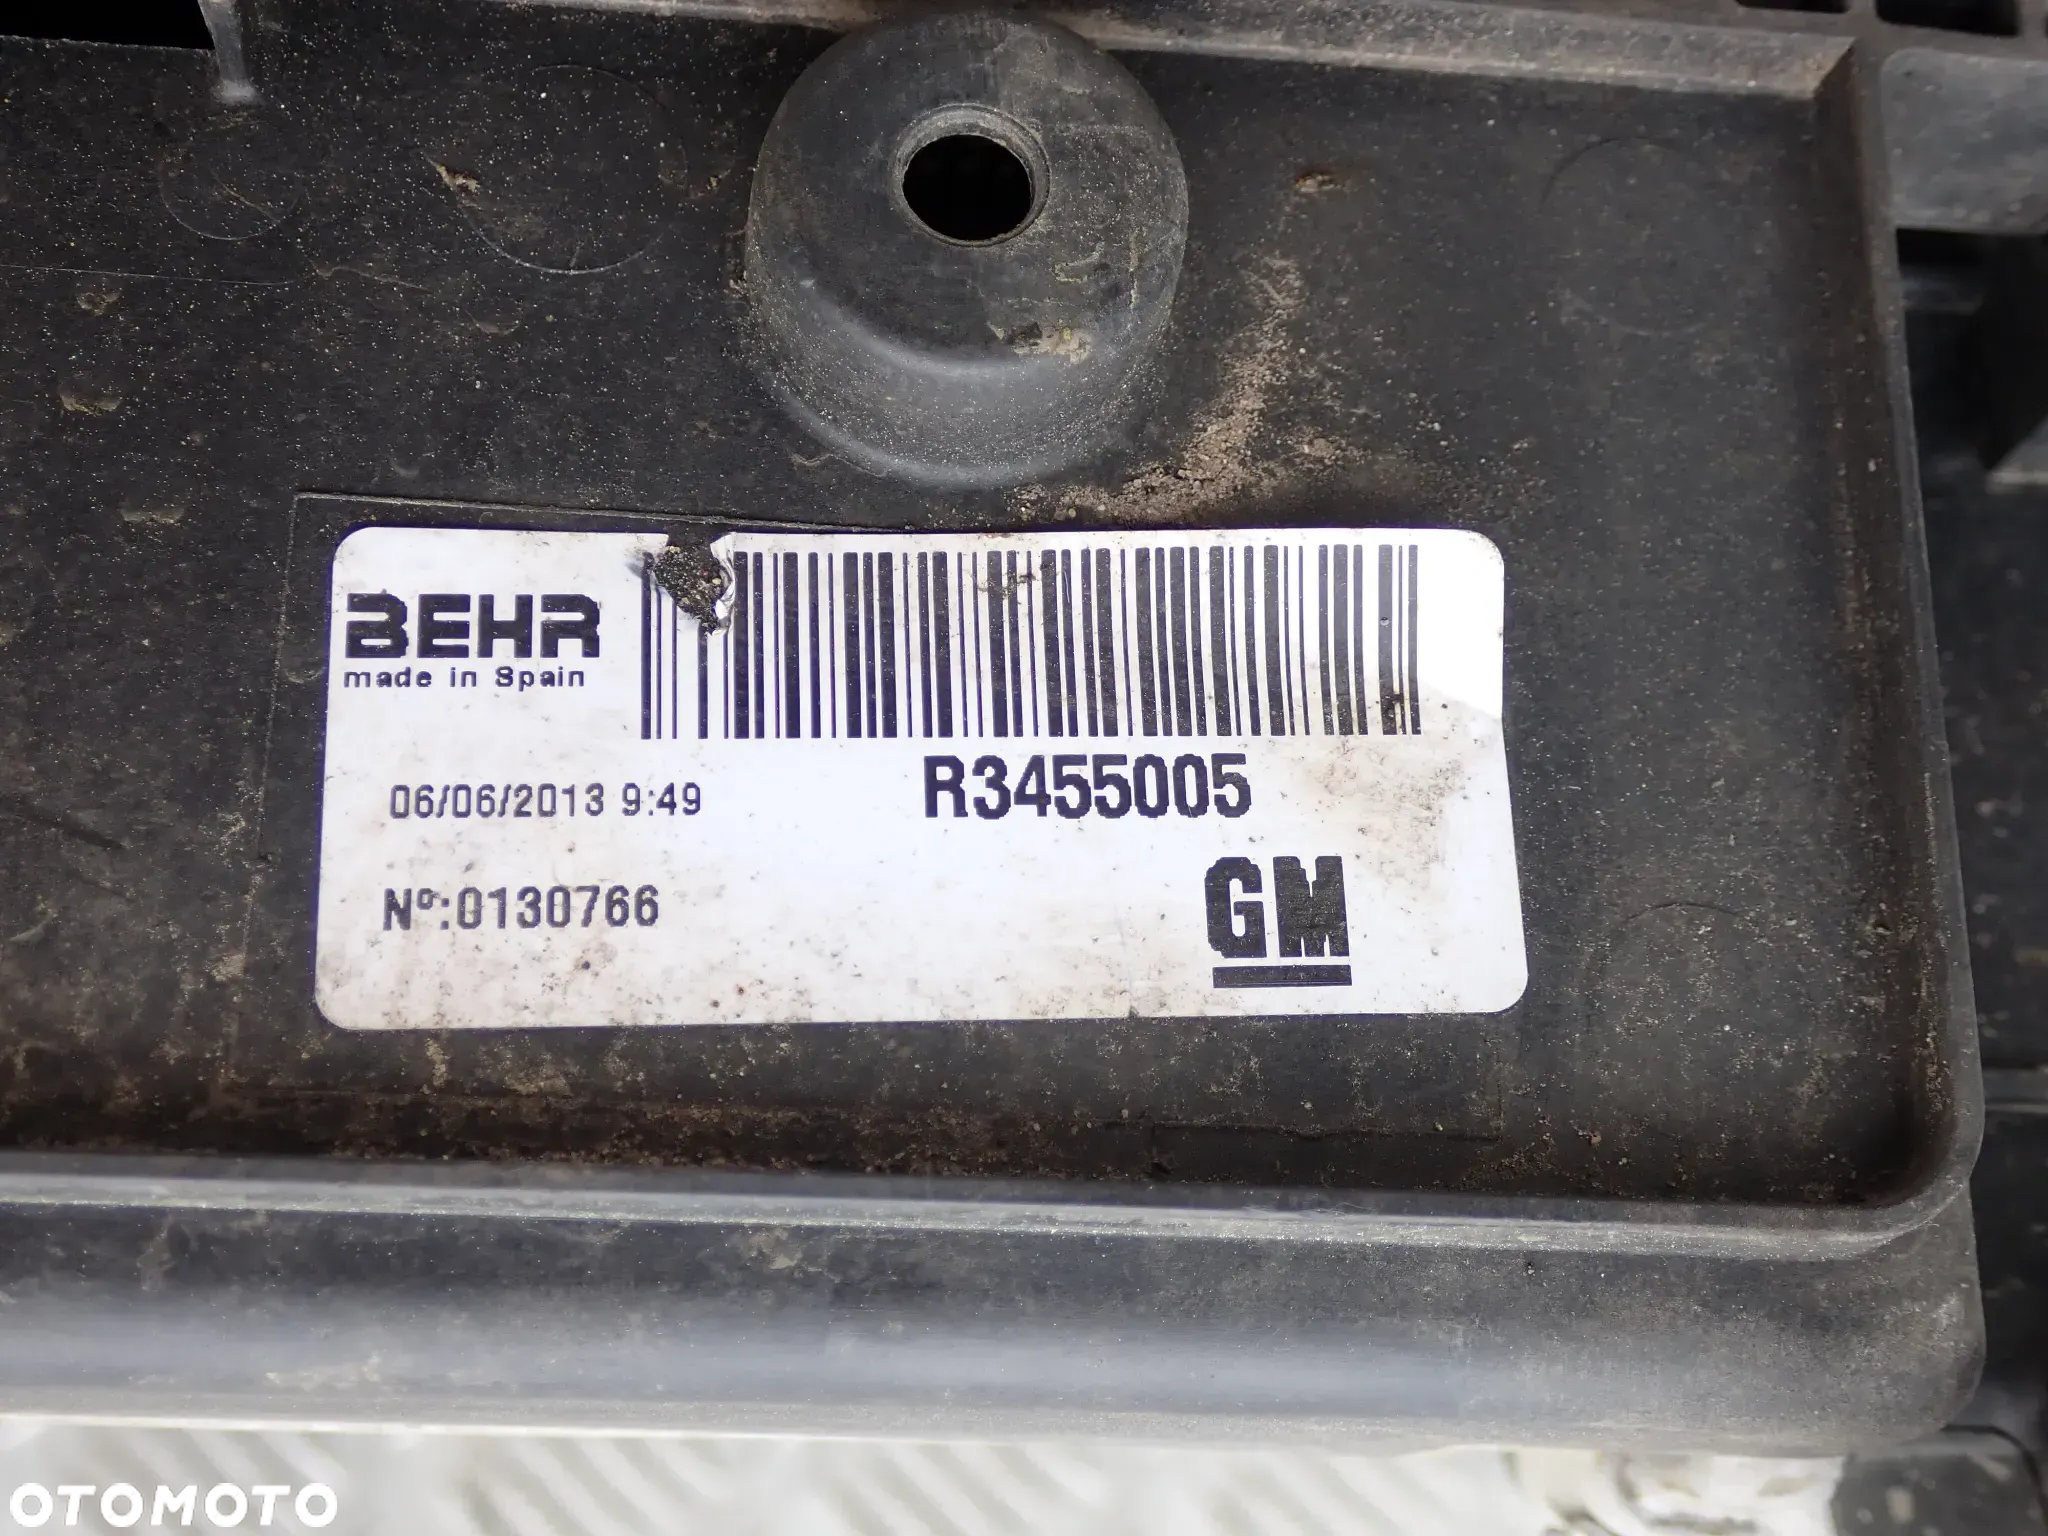 BEHR
made in Spain
R3455005
06/06/2013 9:49
Nº:0130766
GM
OTOMOTO